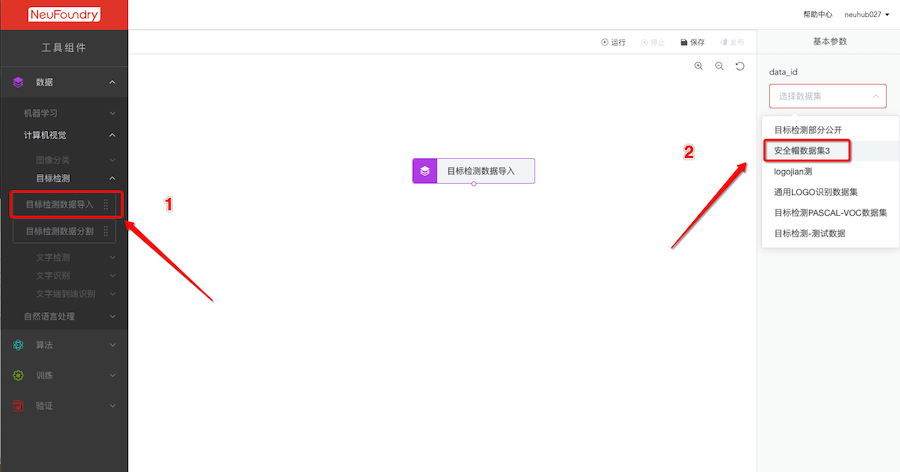 NeuFoundry
帮助中心 neuhub027
工具组件
运行 停止 保存 发布
基本参数
数据
机器学习
计算机视觉
图像分类
目标检测
目标检测数据导入
目标检测数据分割
文字检测
文字识别
文字端到端识别
自然语言处理
算法
训练
验证
1
目标检测数据导入
2
data_id
选择数据集
目标检测部分公开
安全帽数据集3
logojian测
通用LOGO识别数据集
目标检测PASCAL-VOC数据集
目标检测-测试数据